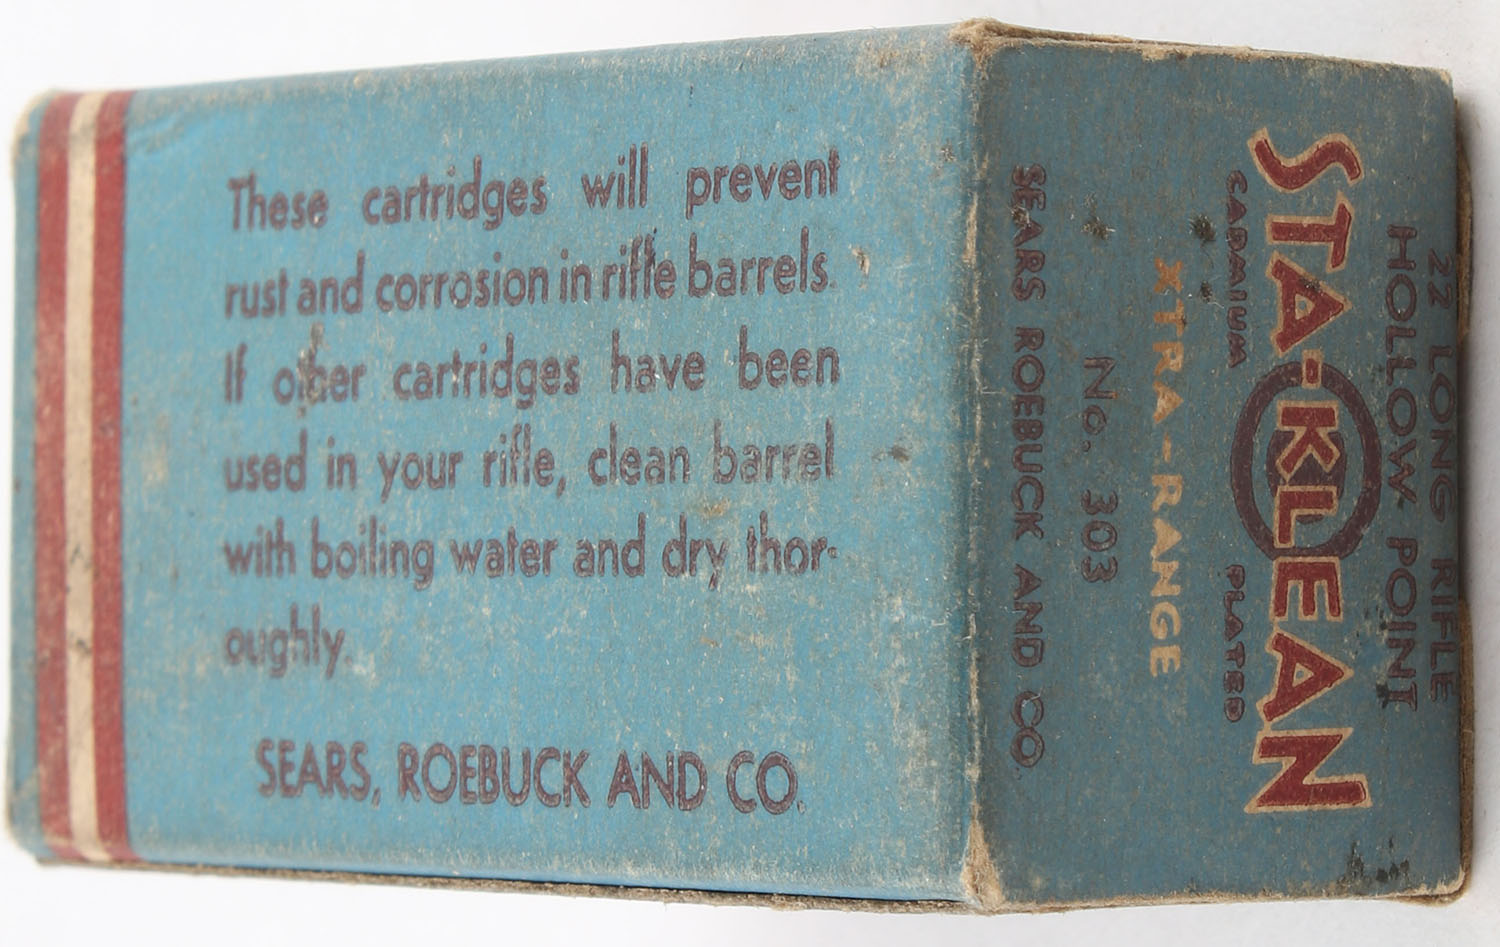 These cartridges will prevent
rust and corrosion in rifle barrels.
If other cartridges have been
used in your rifle, clean barrel
with boiling water and dry thor-
oughly.
SEARS, ROEBUCK AND CO.
22 LONG RIFLE
HOLLOW POINT
STA-KLEAN
CADMIUM PLATED
XTRA-RANGE
No. 303
SEARS ROEBUCK AND CO.